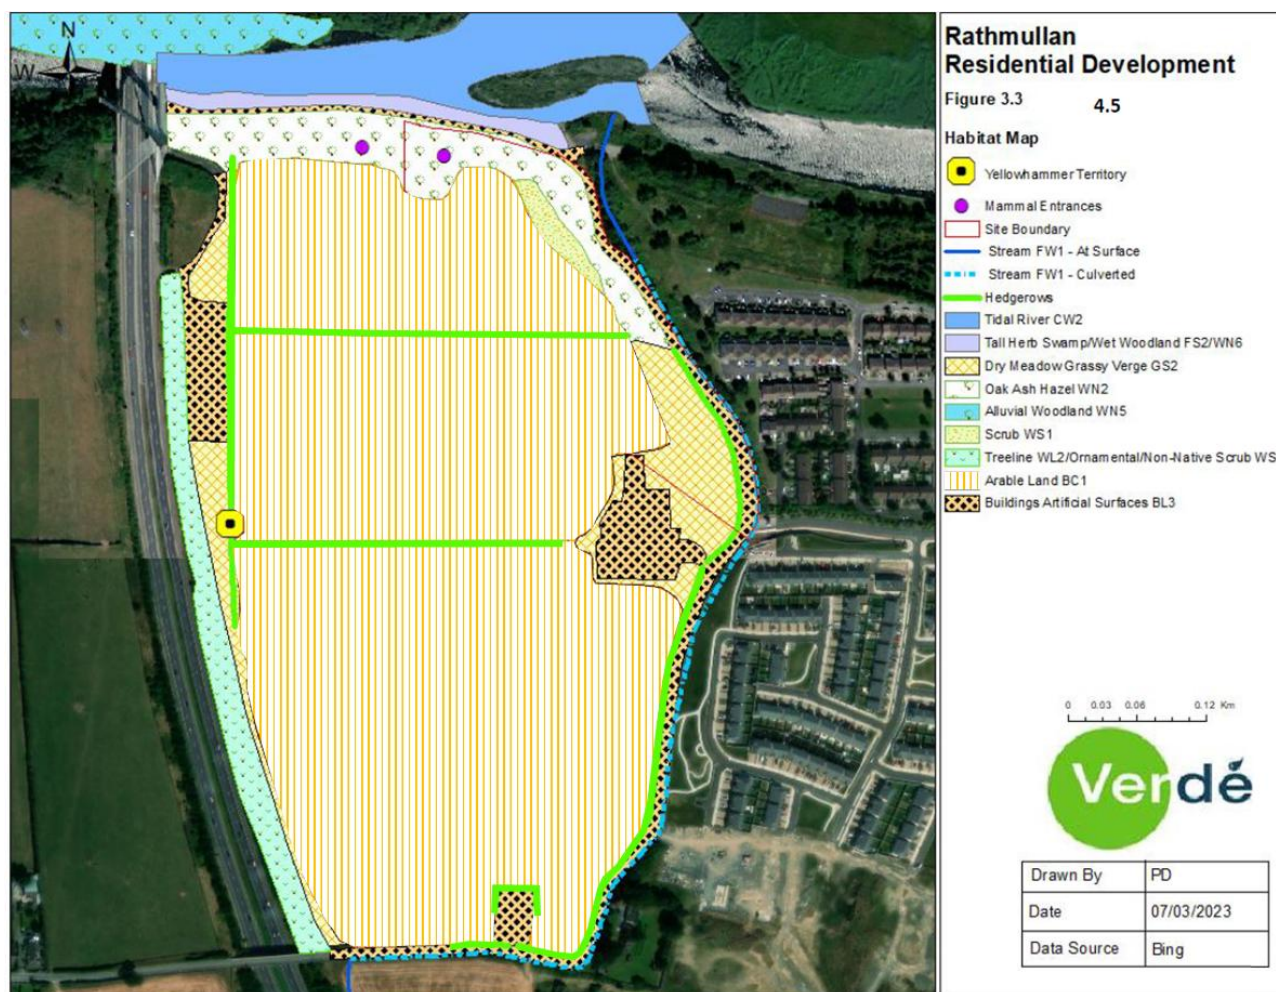 N
W
Rathmullan
Residential Development
Figure 3.3 4.5
Habitat Map
Yellowhammer Territory
Mammal Entrances
Site Boundary
Stream FW1 - At Surface
Stream FW1 - Culverted
Hedgerows
Tidal River CW2
Tall Herb Swamp/Wet Woodland FS2/WN6
Dry Meadow Grassy Verge GS2
Oak Ash Hazel WN2
Alluvial Woodland WN5
Scrub WS1
Treeline WL2/Ornamental/Non-Native Scrub WS
Arable Land BC1
Buildings Artificial Surfaces BL3
0 0.03 0.06 0.12 Km
Verdé
Drawn By PD
Date 07/03/2023
Data Source Bing